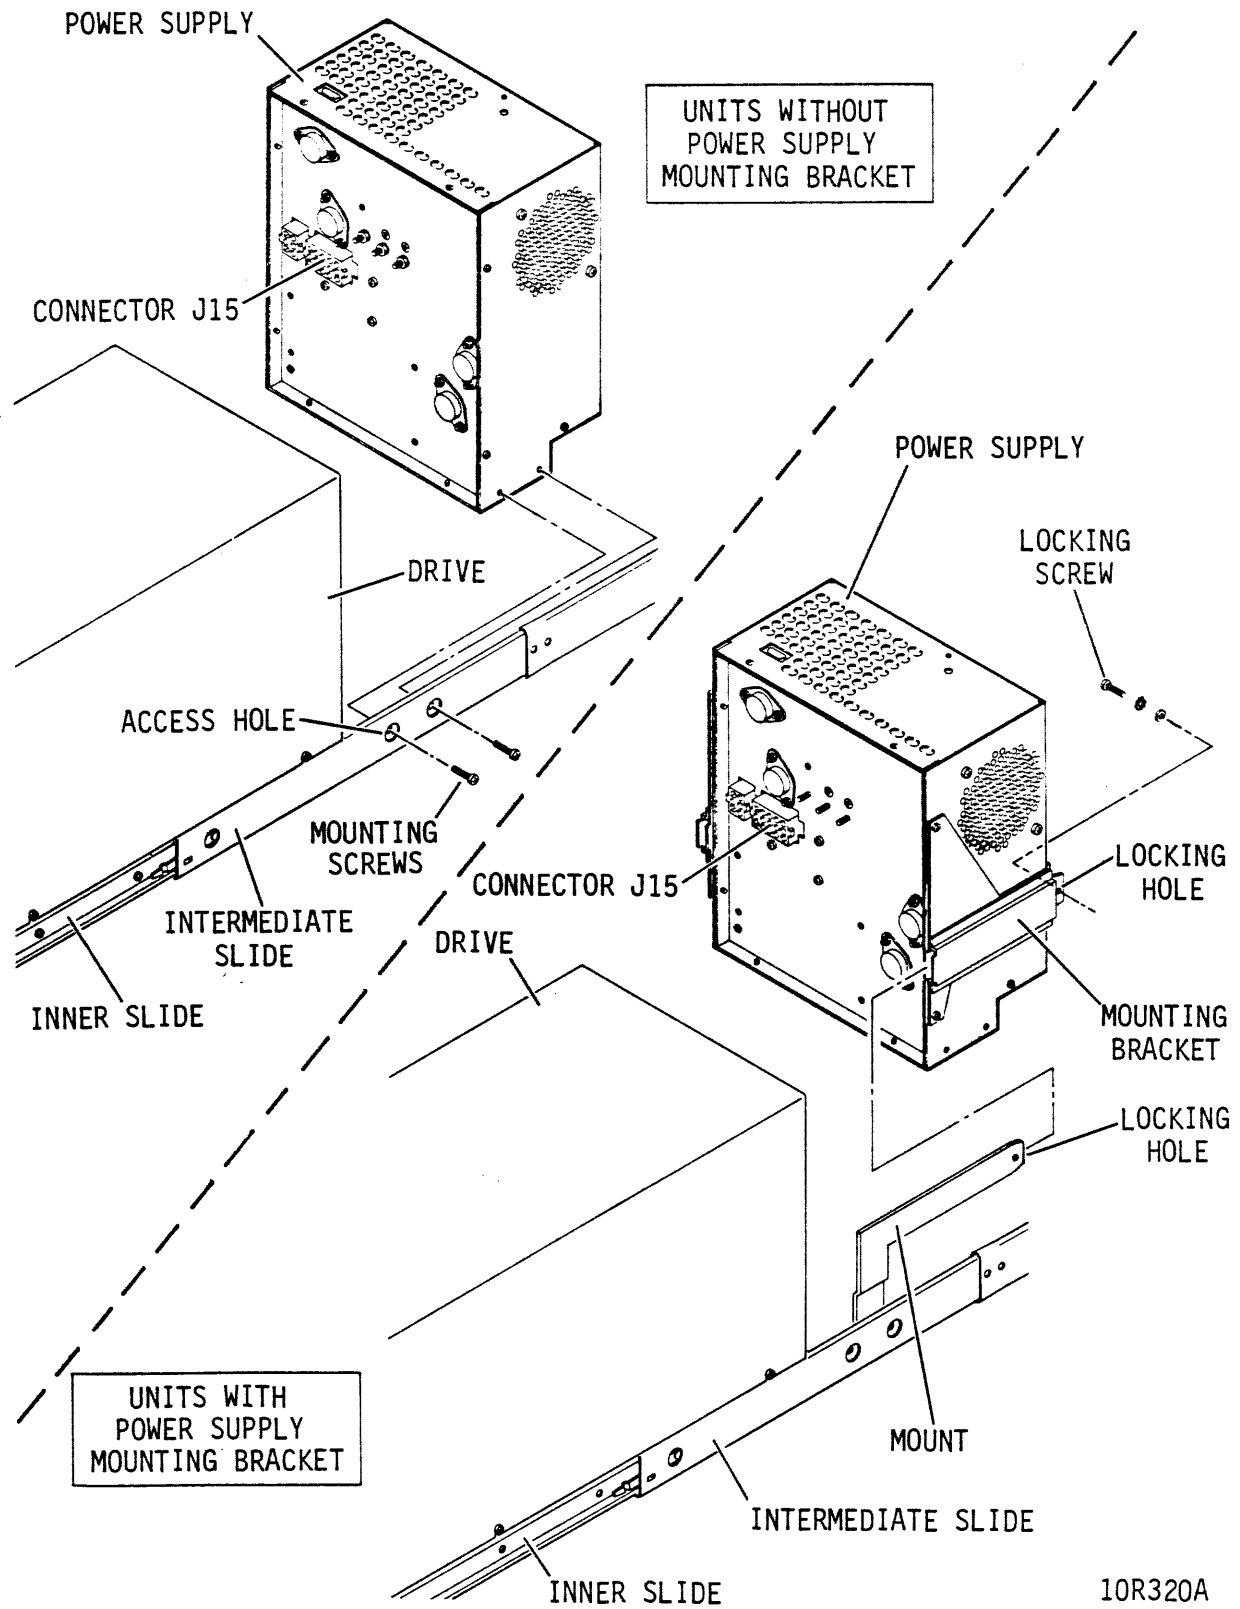 POWER SUPPLY
UNITS WITHOUT
POWER SUPPLY
MOUNTING BRACKET
CONNECTOR J15
DRIVE
ACCESS HOLE
MOUNTING
SCREWS
INTERMEDIATE
SLIDE
INNER SLIDE
POWER SUPPLY
LOCKING
SCREW
CONNECTOR J15
LOCKING
HOLE
DRIVE
MOUNTING
BRACKET
LOCKING
HOLE
UNITS WITH
POWER SUPPLY
MOUNTING BRACKET
MOUNT
INTERMEDIATE SLIDE
INNER SLIDE
10R320A